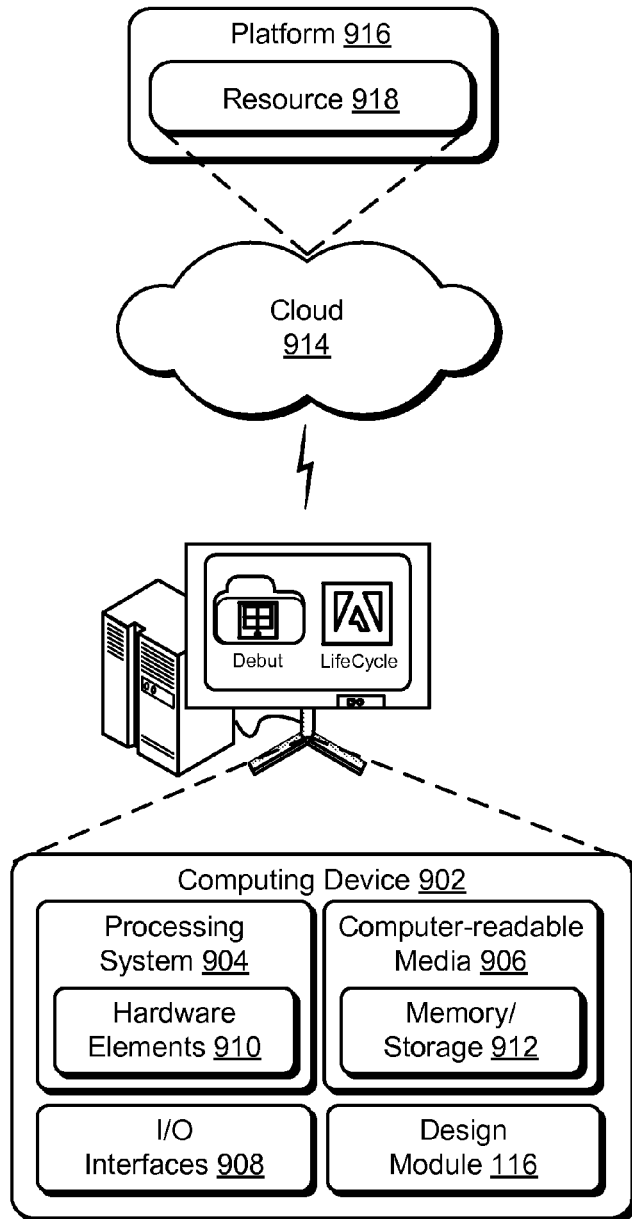 Platform 916
Resource 918
Cloud
914
Debut LifeCycle
Computing Device 902
Processing
System 904
Hardware
Elements 910
Computer-readable
Media 906
Memory/
Storage 912
I/O
Interfaces 908
Design
Module 116